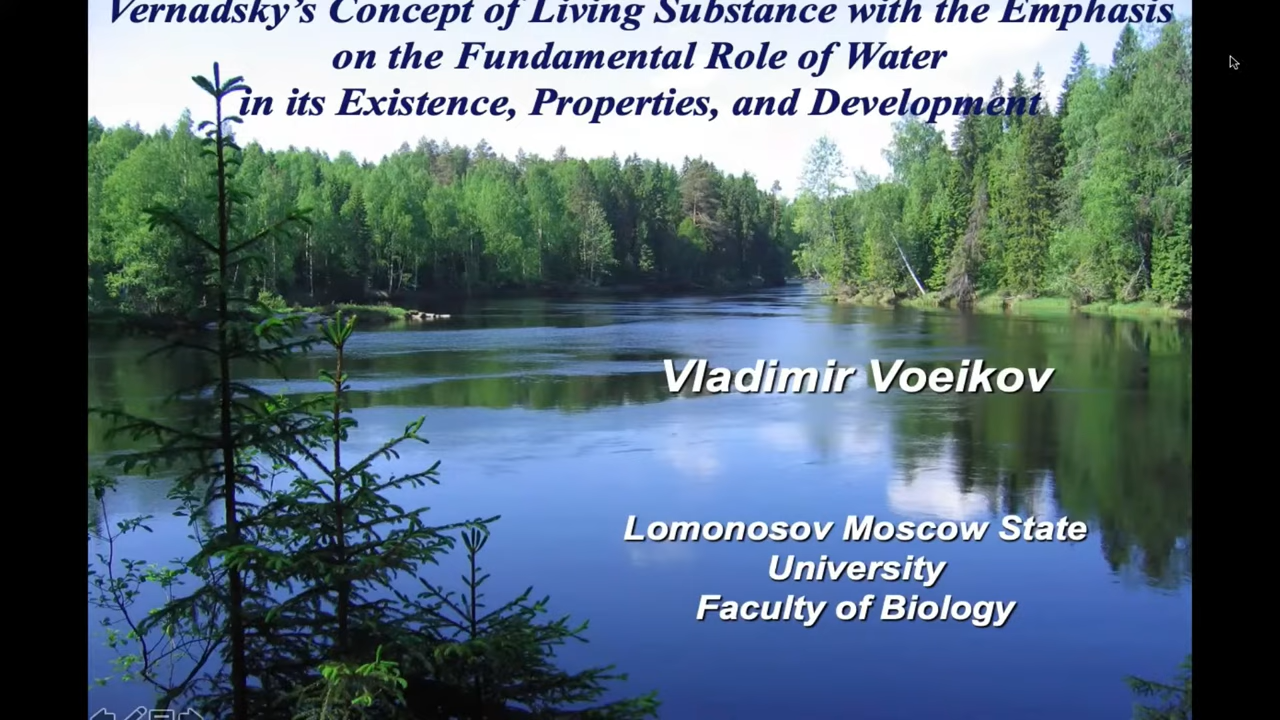 Vernadsky's Concept of Living Substance with the Emphasis
on the Fundamental Role of Water
in its Existence, Properties, and Development
Vladimir Voeikov
Lomonosov Moscow State
University
Faculty of Biology